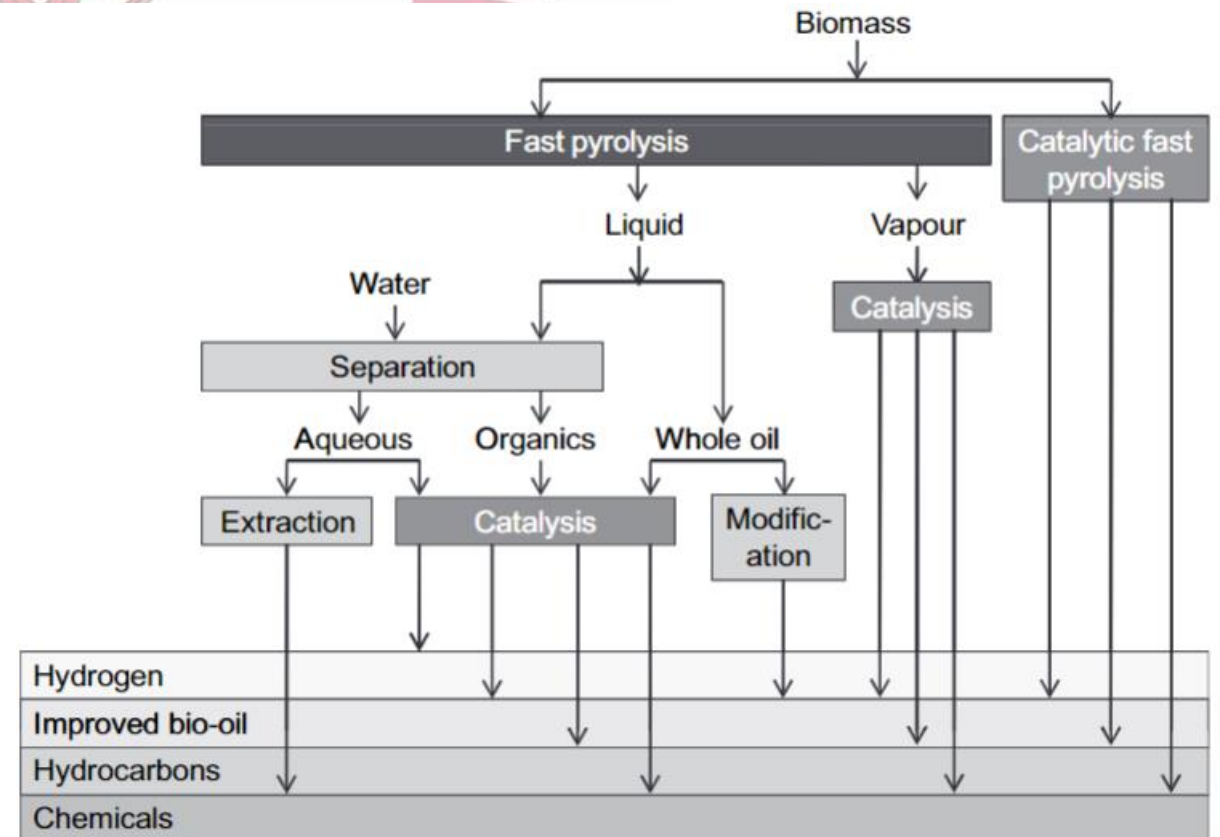 Biomass
Fast pyrolysis
Catalytic fast
pyrolysis
Liquid
Vapour
Water
Catalysis
Separation
Aqueous
Organics
Whole oil
Extraction
Catalysis
Modific-
ation
Hydrogen
Improved bio-oil
Hydrocarbons
Chemicals